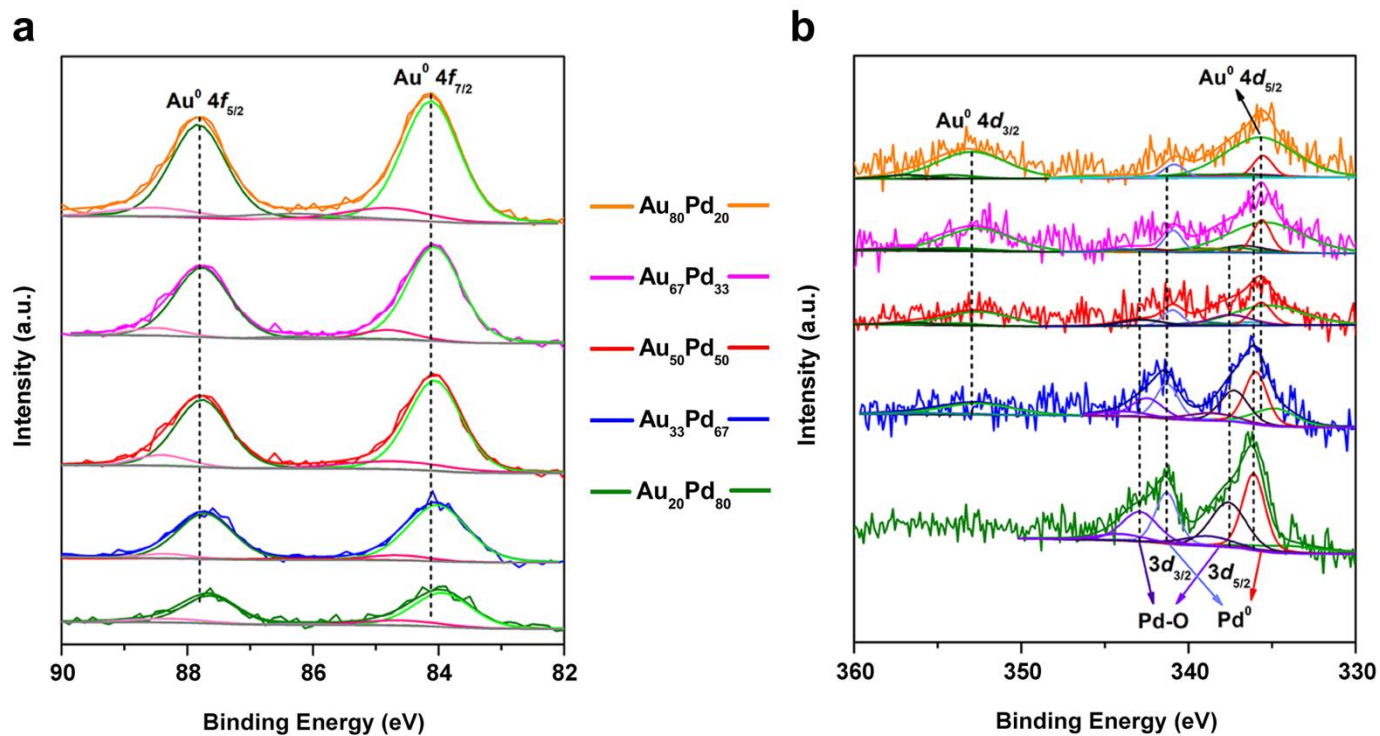 a
Au⁰ 4f₅/₂
Au⁰ 4f₇/₂
Intensity (a.u.)
90 88 86 84 82
Binding Energy (eV)
Au₈₀Pd₂₀
Au₆₇Pd₃₃
Au₅₀Pd₅₀
Au₃₃Pd₆₇
Au₂₀Pd₈₀
b
Au⁰ 4d₅/₂
Au⁰ 4d₃/₂
3d₃/₂ 3d₅/₂
Pd-O Pd⁰
Intensity (a.u.)
360 350 340 330
Binding Energy (eV)